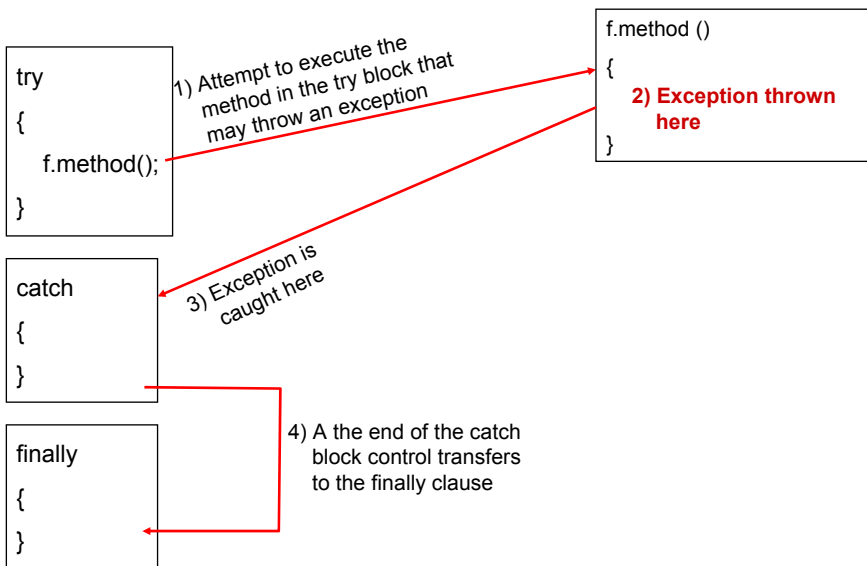 try
{
f.method();
}
1) Attempt to execute the
method in the try block that
may throw an exception
f.method ()
{
2) Exception thrown
here
}
3) Exception is
caught here
catch
{
}
4) A the end of the catch
block control transfers
to the finally clause
finally
{
}